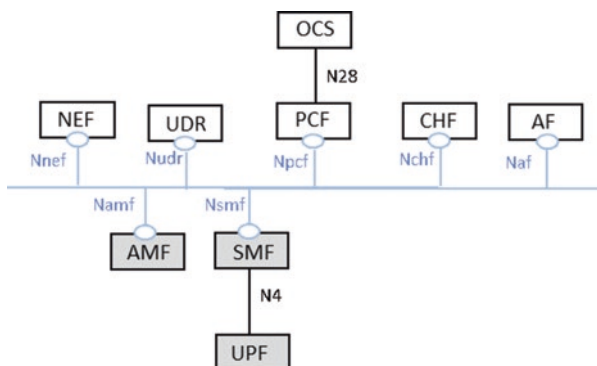 OCS
N28
NEF
UDR
PCF
CHF
AF
Nnef
Nudr
Npcf
Nchf
Naf
Namf
Nsmf
AMF
SMF
N4
UPF